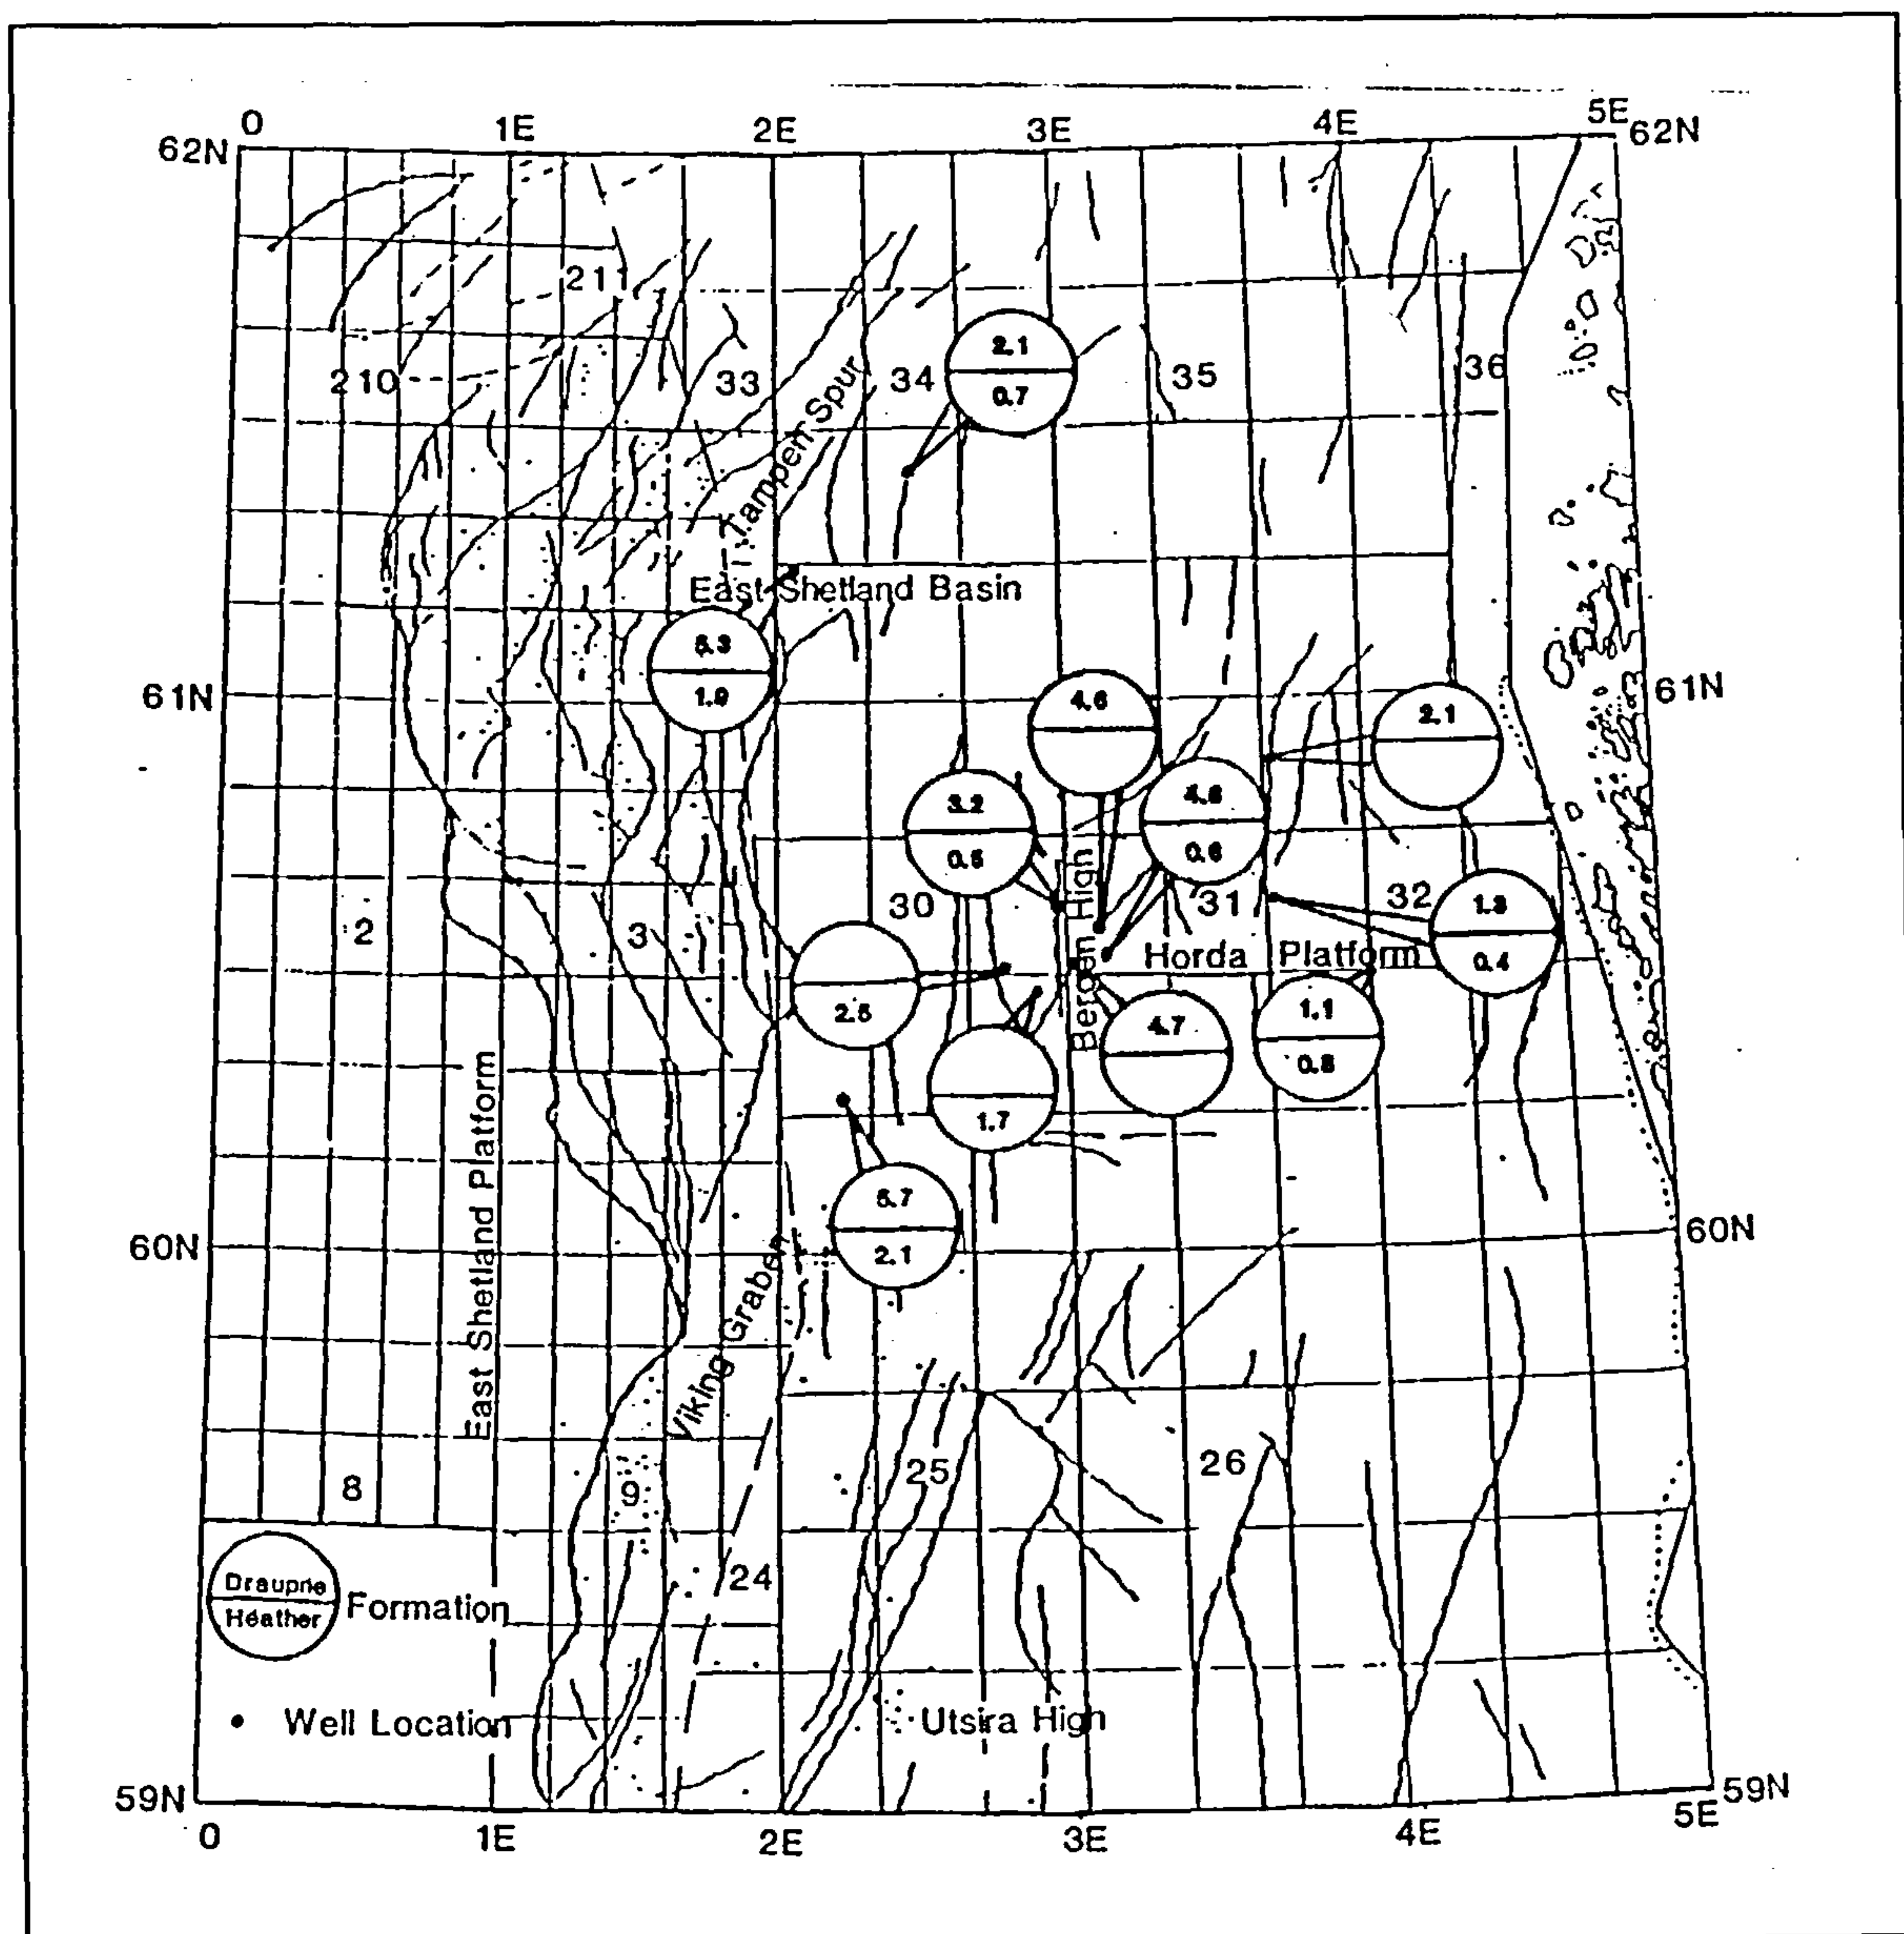 0 1E 2E 3E 4E 5E
62N 62N
211
210 33 34 35 36
2.1
0.7
Tampen Spur
East Shetland Basin
5.3
1.9
61N 61N
4.6
2.1
3.2
0.5
4.6
0.6
2 3 30 31 32
1.3
0.4
Bergen High
Horda Platform
2.5
4.7
1.1
0.8
1.7
East Shetland Platform
5.7
2.1
60N 60N
Viking Graben
8 9 25 26
24
Draupne
Heather
Formation
Well Location
Utsira High
59N 59N
0 1E 2E 3E 4E 5E